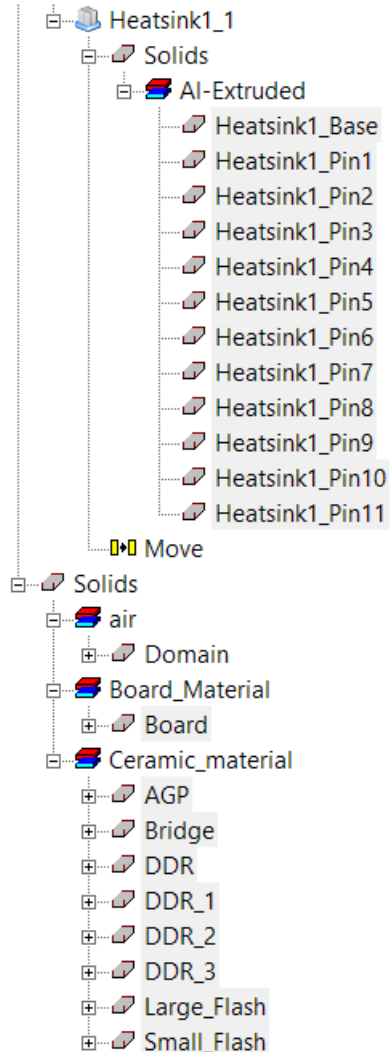 Heatsink1_1
Solids
Al-Extruded
Heatsink1_Base
Heatsink1_Pin1
Heatsink1_Pin2
Heatsink1_Pin3
Heatsink1_Pin4
Heatsink1_Pin5
Heatsink1_Pin6
Heatsink1_Pin7
Heatsink1_Pin8
Heatsink1_Pin9
Heatsink1_Pin10
Heatsink1_Pin11
Move
Solids
air
Domain
Board_Material
Board
Ceramic_material
AGP
Bridge
DDR
DDR_1
DDR_2
DDR_3
Large_Flash
Small_Flash